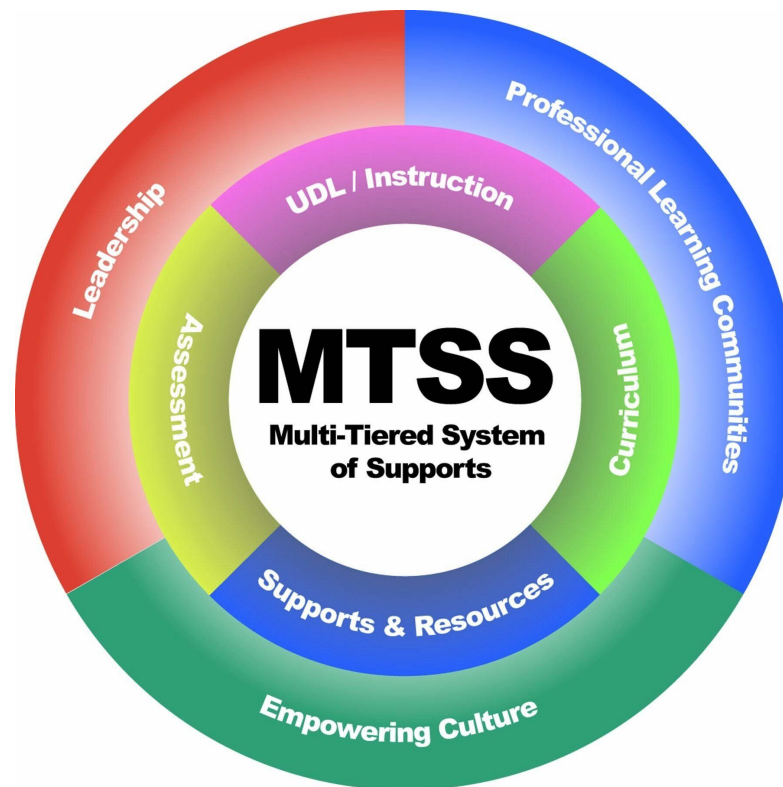 Leadership
Professional Learning Communities
UDL / Instruction
Assessment
MTSS
Multi-Tiered System
of Supports
Curriculum
Supports & Resources
Empowering Culture